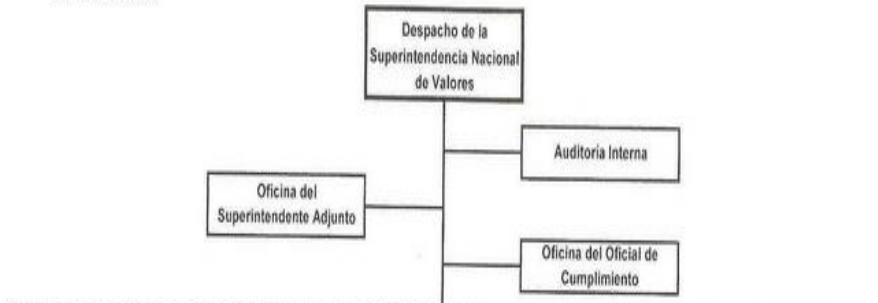 Despacho de la
Superintendencia Nacional
de Valores
Auditoria Interna
Oficina del
Superintendente Adjunto
Oficina del Oficial de
Cumplimiento